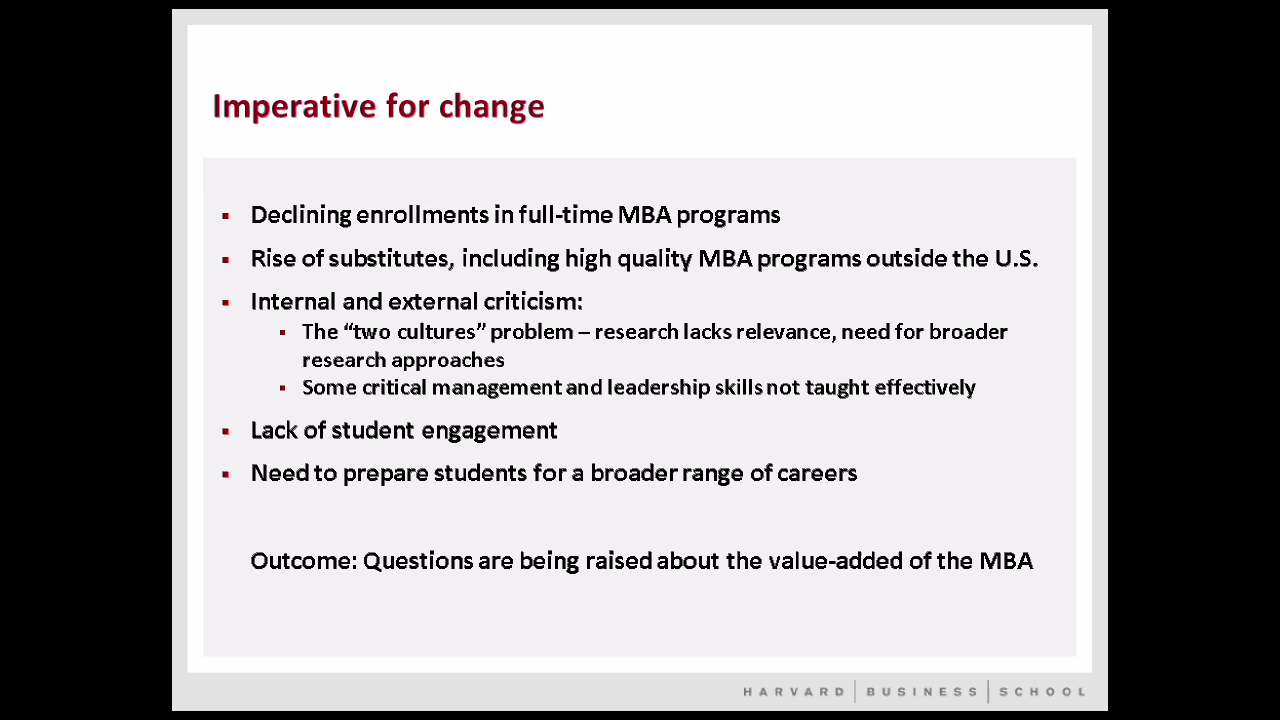 Imperative for change
▪ Declining enrollments in full-time MBA programs
▪ Rise of substitutes, including high quality MBA programs outside the U.S.
▪ Internal and external criticism:
▪ The “two cultures” problem – research lacks relevance, need for broader
research approaches
▪ Some critical management and leadership skills not taught effectively
▪ Lack of student engagement
▪ Need to prepare students for a broader range of careers
Outcome: Questions are being raised about the value-added of the MBA
HARVARD | BUSINESS | SCHOOL